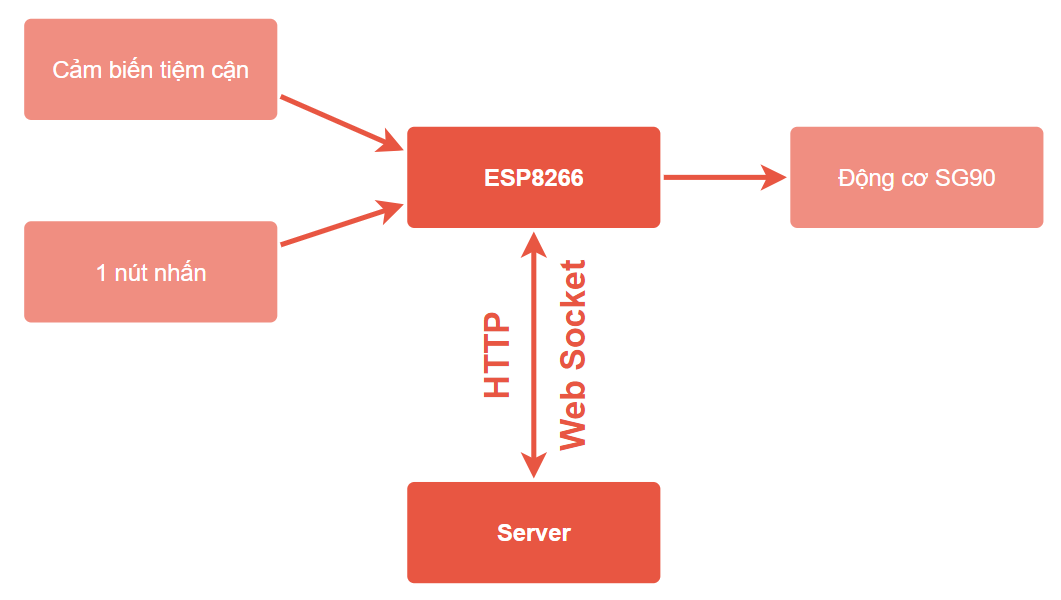 Cảm biến tiệm cận
ESP8266
Động cơ SG90
1 nút nhấn
HTTP
Web Socket
Server